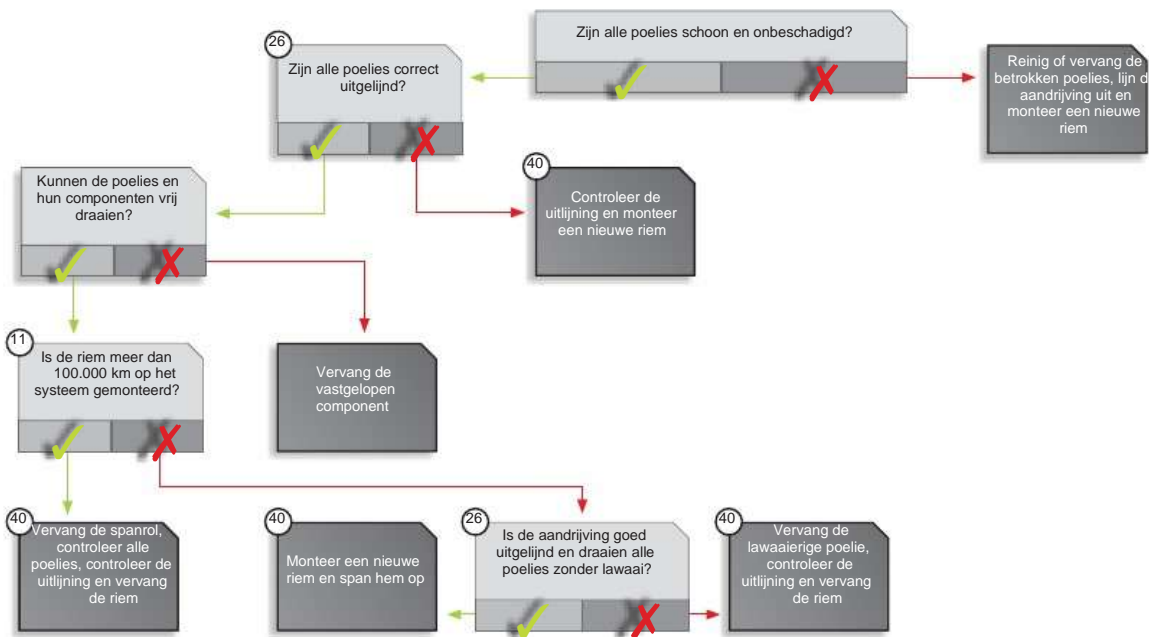 Zijn alle poelies schoon en onbeschadigd?
26
Zijn alle poelies correct
uitgelijnd?
Reinig of vervang de
betrokken poelies, lijn d
aandrijving uit en
monteer een nieuwe
riem
40
Controleer de
uitlijning en monteer
een nieuwe riem
Kunnen de poelies en
hun componenten vrij
draaien?
11
Is de riem meer dan
100.000 km op het
systeem gemonteerd?
Vervang de
vastgelopen
component
40
Vervang de spanrol,
controleer alle
poelies, controleer de
uitlijning en vervang
de riem
40
Monteer een nieuwe
riem en span hem op
26
Is de aandrijving goed
uitgelijnd en draaien alle
poelies zonder lawaai?
40
Vervang de
lawaaierige poelie,
controleer de
uitlijning en vervang
de riem